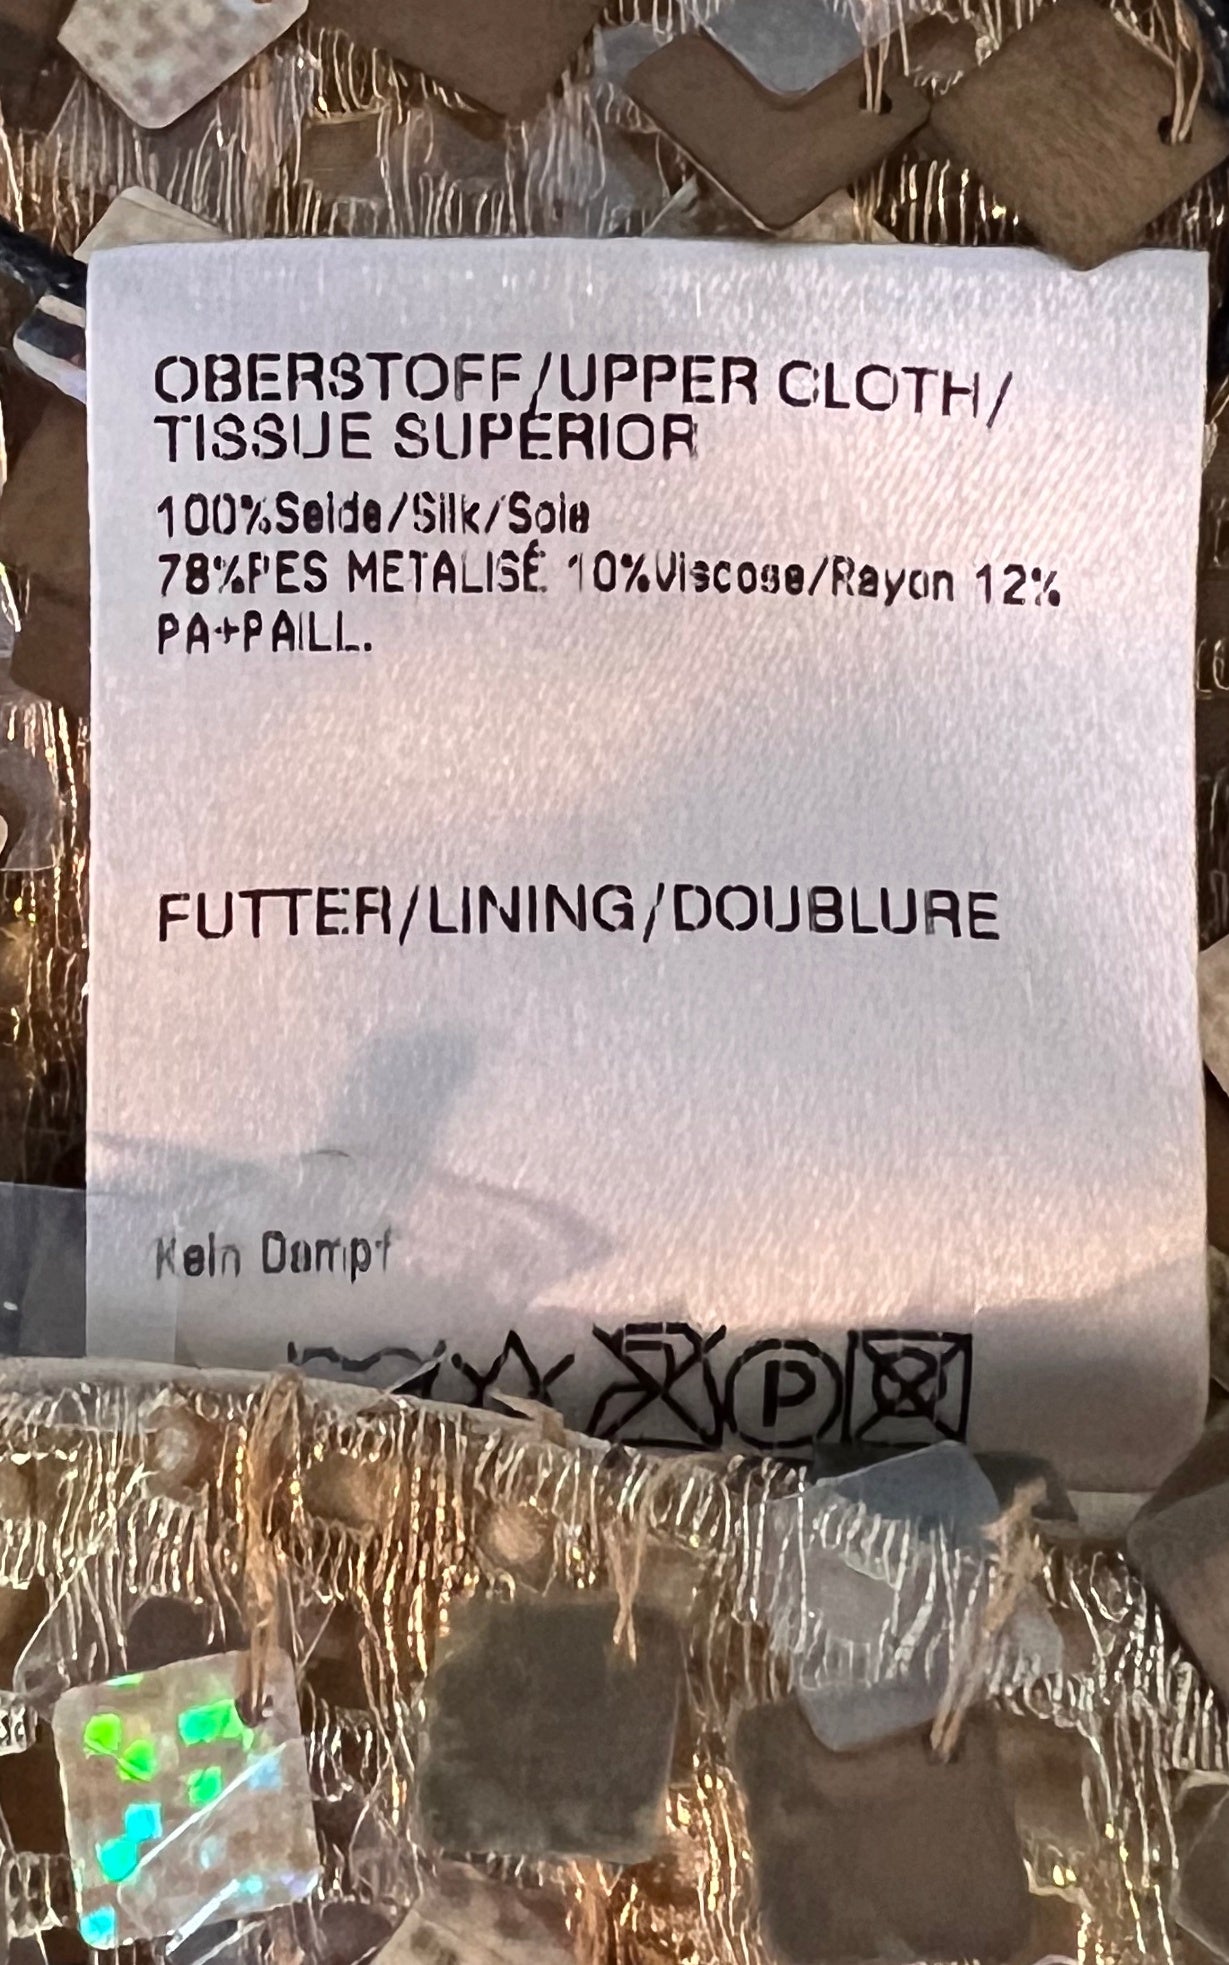 OBERSTOFF/UPPER CLOTH/
TISSUE SUPERIOR
100%Seide/Silk/Soie
78%PES METALISÉ 10%Viscose/Rayon 12%
PA+PAILL.
FUTTER/LINING/DOUBLURE
Kein Dampf
P